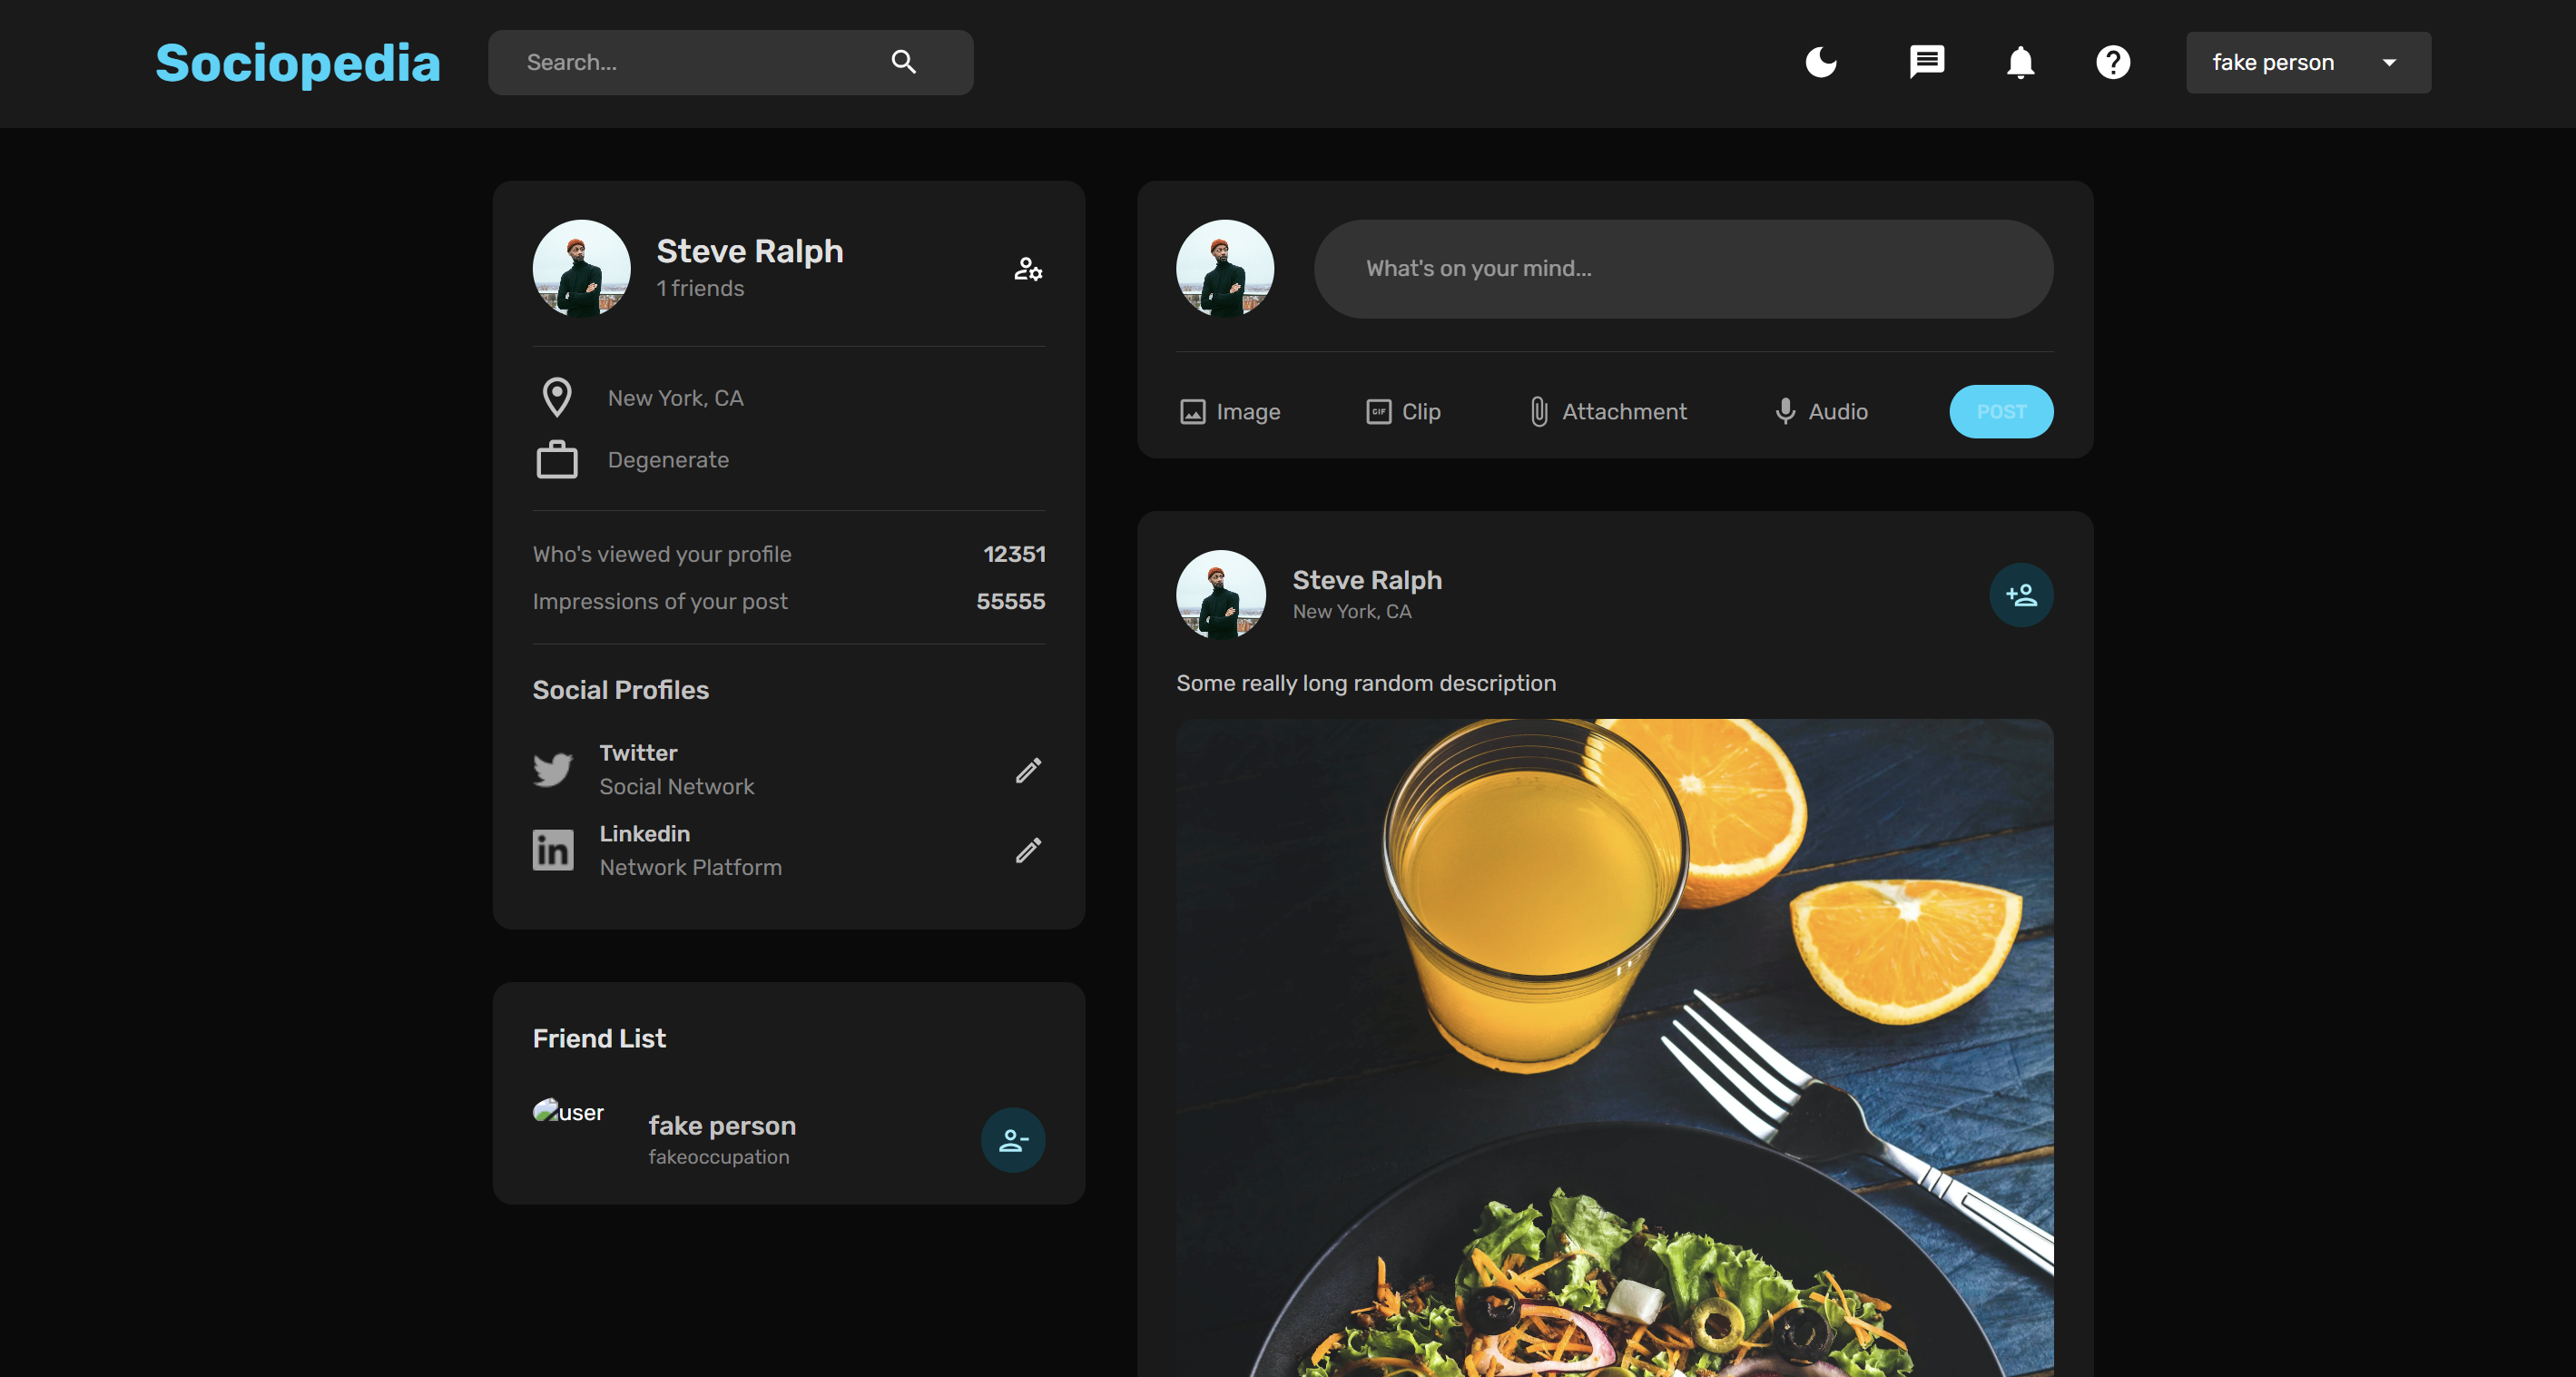 Sociopedia
Search...
fake person
Steve Ralph
1 friends
New York, CA
Degenerate
Who's viewed your profile 12351
Impressions of your post 55555
Social Profiles
Twitter
Social Network
in
Linkedin
Network Platform
Friend List
user
fake person
fakeoccupation
What's on your mind...
Image
GIF Clip
Attachment
Audio
POST
Steve Ralph
New York, CA
Some really long random description